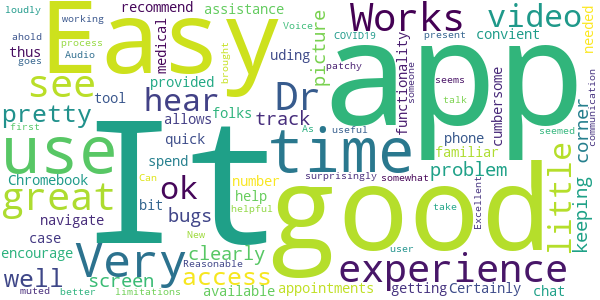 loudly
working
ahold
Audio
process
goes
thus
Easy
recommend
medical
assistance
Voice
brought
picture
COVID19
patchy
Works
convient
present
video
needed
see
hear
Dr
app
provided
tool
allows
folks
uding
track
functionality
someone
seems
cumbersome
corner
communication
pretty
first
quick
As
useful
talk
phone
seemed
use
It
time
familiar
problem
Chromebook
spend
ok
Can
number
surprisingly
somewhat
good
great
navigate
bit
bugs
help
helpful
take
Excellent
little
keeping
case
New
clearly
user
encourage
Very
Reasonable
access
experience
well
screen
available
appointments
getting
Certainly
muted
better
limitations
chat